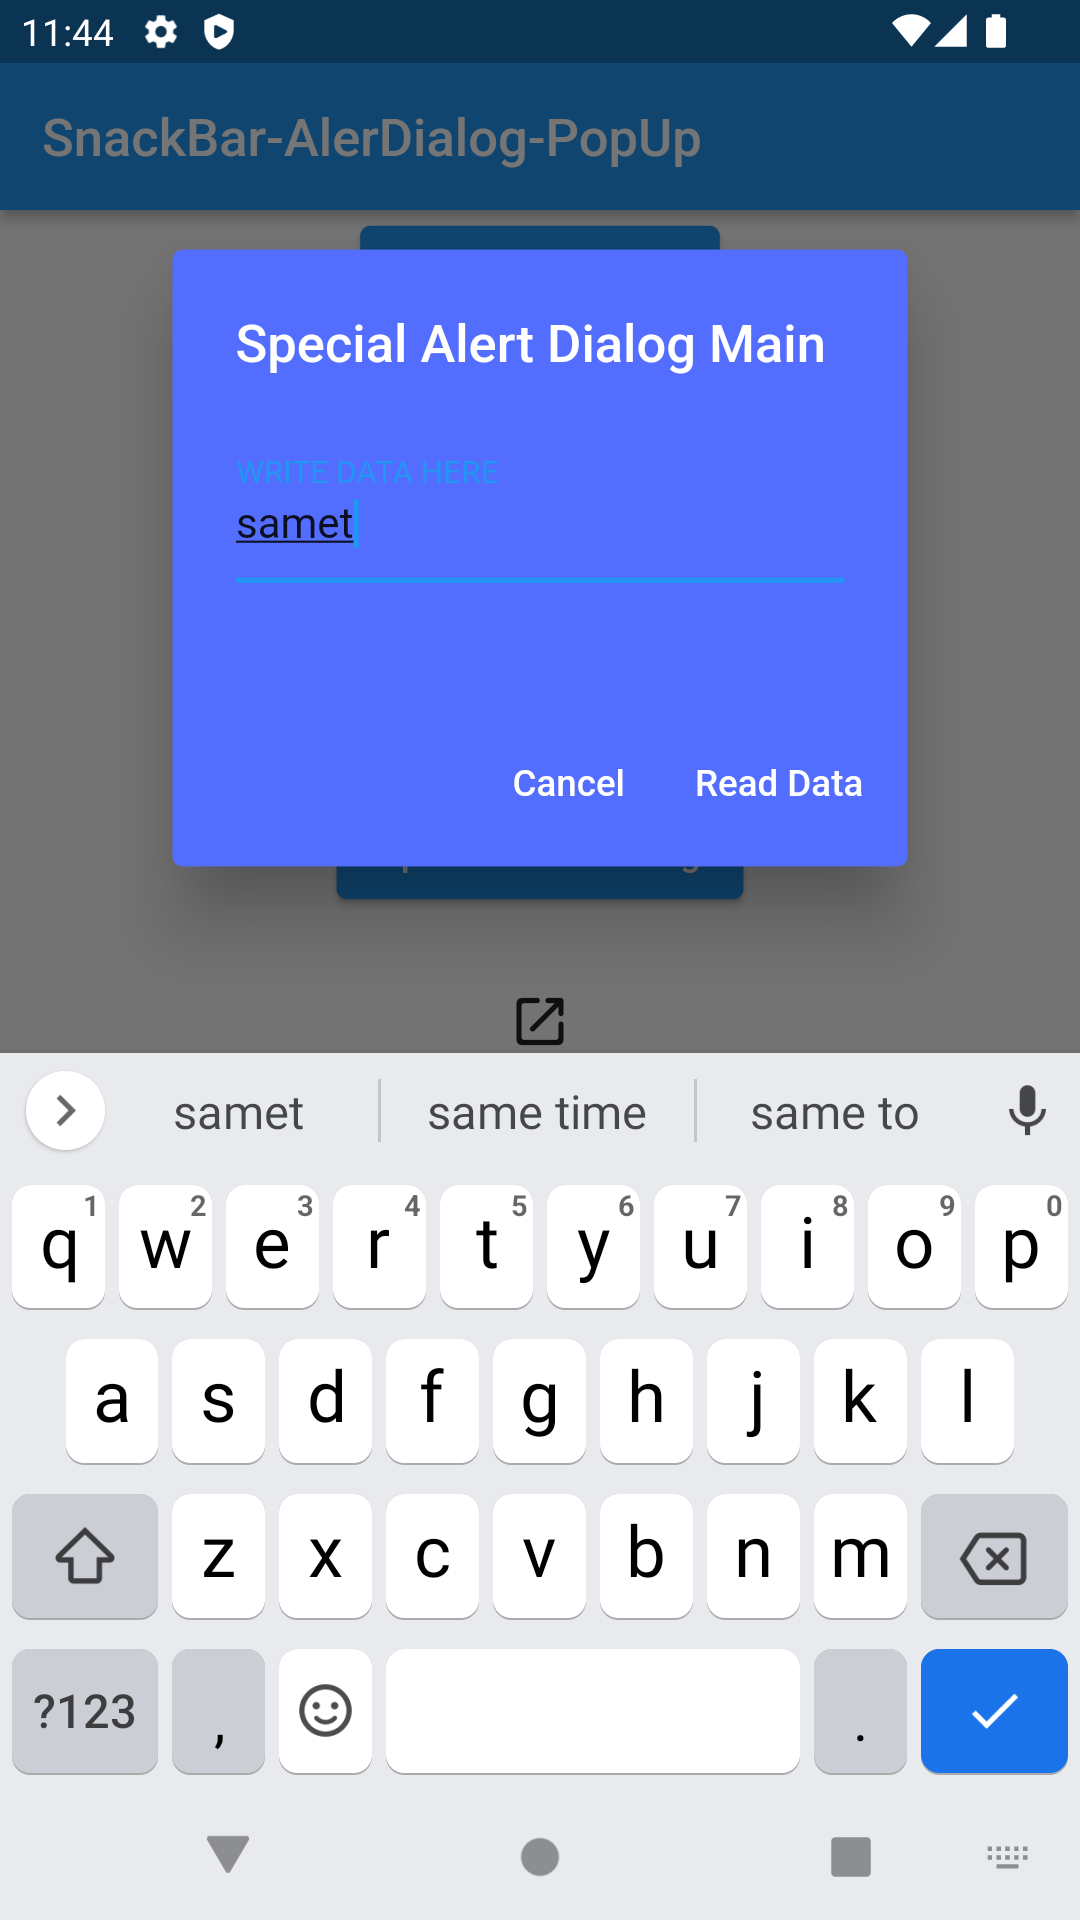 11:44
SnackBar-AlerDialog-PopUp
Special Alert Dialog Main
WRITE DATA HERE
samet
Cancel Read Data
samet same time same to
1 2 3 4 5 6 7 8 9 0
q w e r t y u i o p
a s d f g h j k l
z x c v b n m
?123 , .